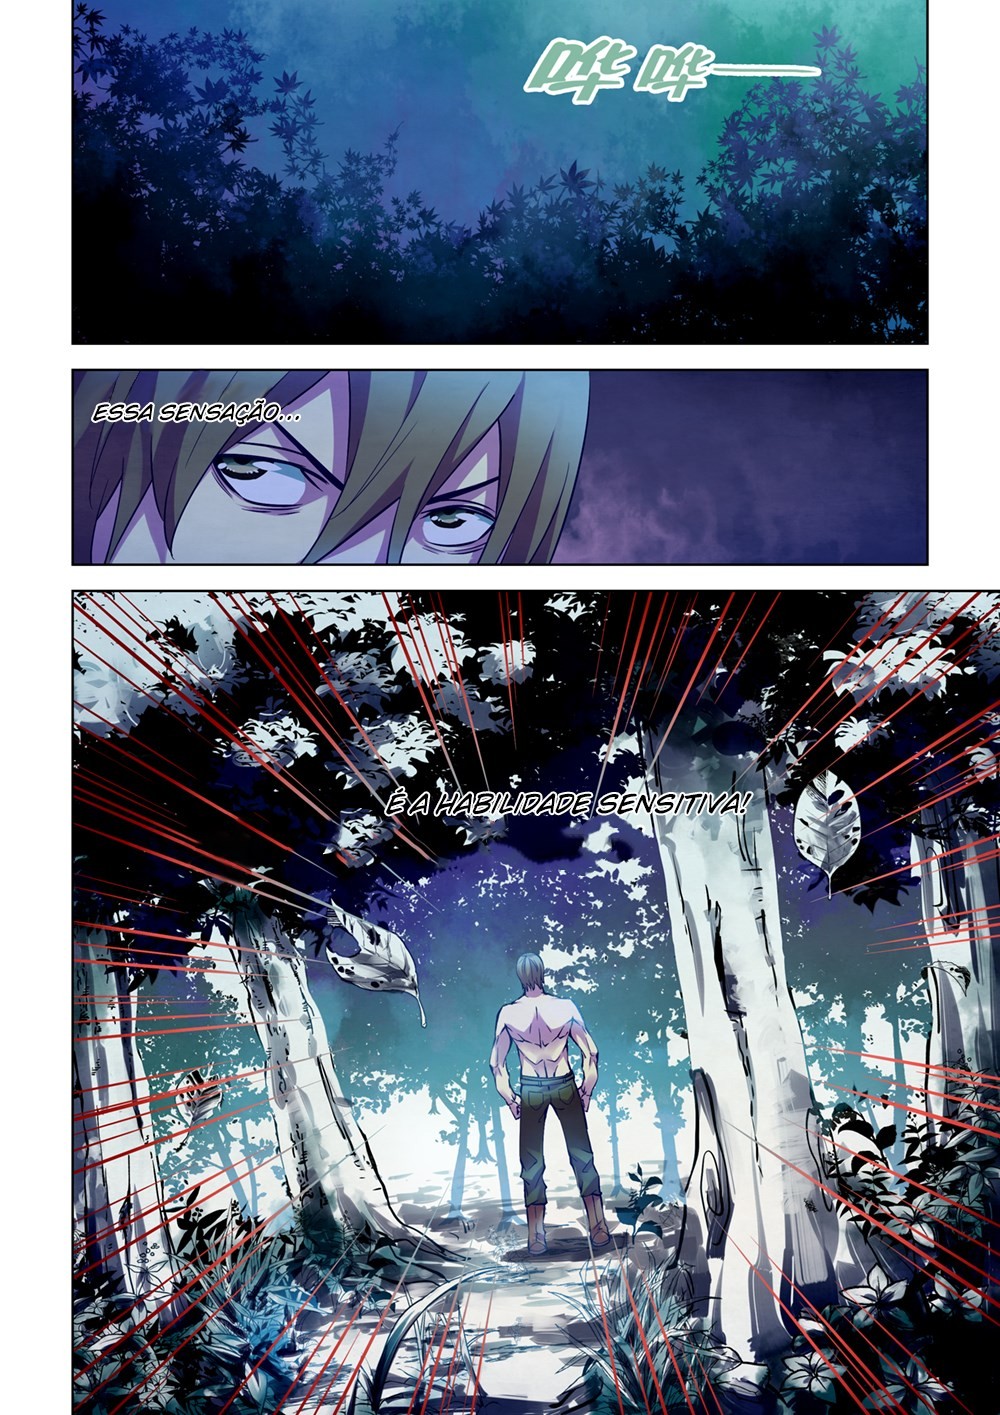 哗哗——
ESSA SENSAÇÃO...
É A HABILIDADE SENSITIVA!